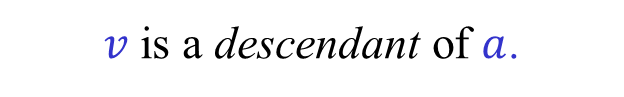 v is a descendant of a.